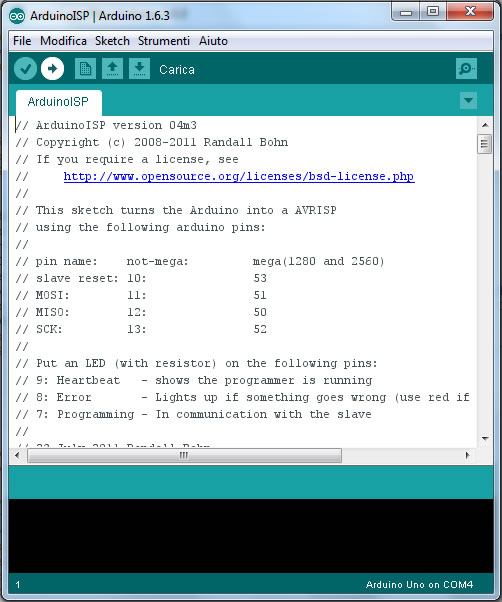 ArduinoISP | Arduino 1.6.3
File Modifica Sketch Strumenti Aiuto
Carica
ArduinoISP
// ArduinoISP version 04m3
// Copyright (c) 2008-2011 Randall Bohn
// If you require a license, see
//     http://www.opensource.org/licenses/bsd-license.php
//
// This sketch turns the Arduino into a AVRISP
// using the following arduino pins:
//
// pin name:    not-mega:         mega(1280 and 2560)
// slave reset: 10:               53
// MOSI:        11:               51
// MISO:        12:               50
// SCK:         13:               52
//
// Put an LED (with resistor) on the following pins:
// 9: Heartbeat   - shows the programmer is running
// 8: Error       - Lights up if something goes wrong (use red if
// 7: Programming - In communication with the slave
//
// 23 July 2011 Randall Bohn
1
Arduino Uno on COM4